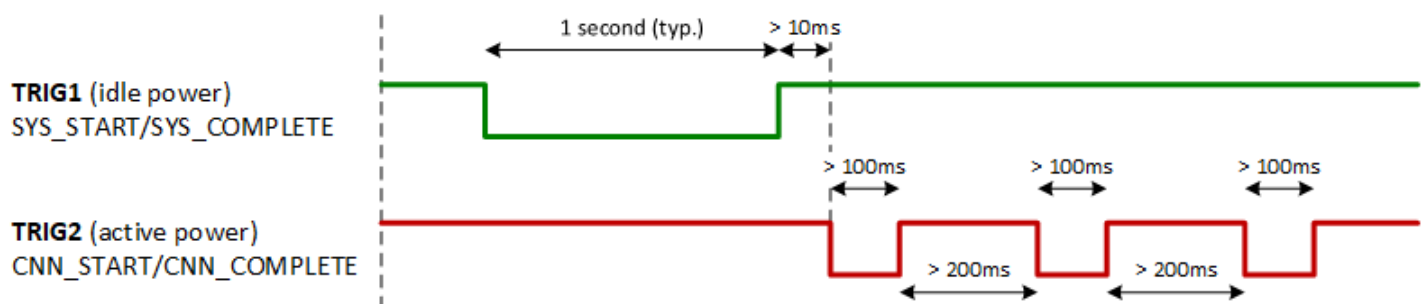 1 second (typ.)
> 10ms
TRIG1 (idle power)
SYS_START/SYS_COMPLETE
> 100ms
> 100ms
> 100ms
TRIG2 (active power)
CNN_START/CNN_COMPLETE
> 200ms
> 200ms